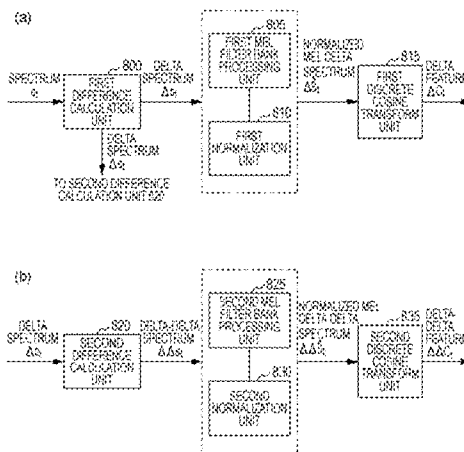 (a)
SPECTRUM
800
FIRST
DIFFERENCE
CALCULATION
UNIT
DELTA
SPECTRUM
DELTA
SPECTRUM
TO SECOND DIFFERENCE
CALCULATION UNIT 820
805
FIRST MEL
FILTER BANK
PROCESSING
UNIT
810
FIRST
NORMALIZATION
UNIT
NORMALIZED
MEL DELTA
SPECTRUM
815
FIRST
DISCRETE
COSINE
TRANSFORM
UNIT
DELTA
FEATURE
(b)
DELTA
SPECTRUM
820
SECOND
DIFFERENCE
CALCULATION
UNIT
DELTA-DELTA
SPECTRUM
825
SECOND MEL
FILTER BANK
PROCESSING
UNIT
830
SECOND
NORMALIZATION
UNIT
NORMALIZED MEL
DELTA DELTA
SPECTRUM
835
SECOND
DISCRETE
COSINE
TRANSFORM
UNIT
DELTA-
DELTA
FEATURE